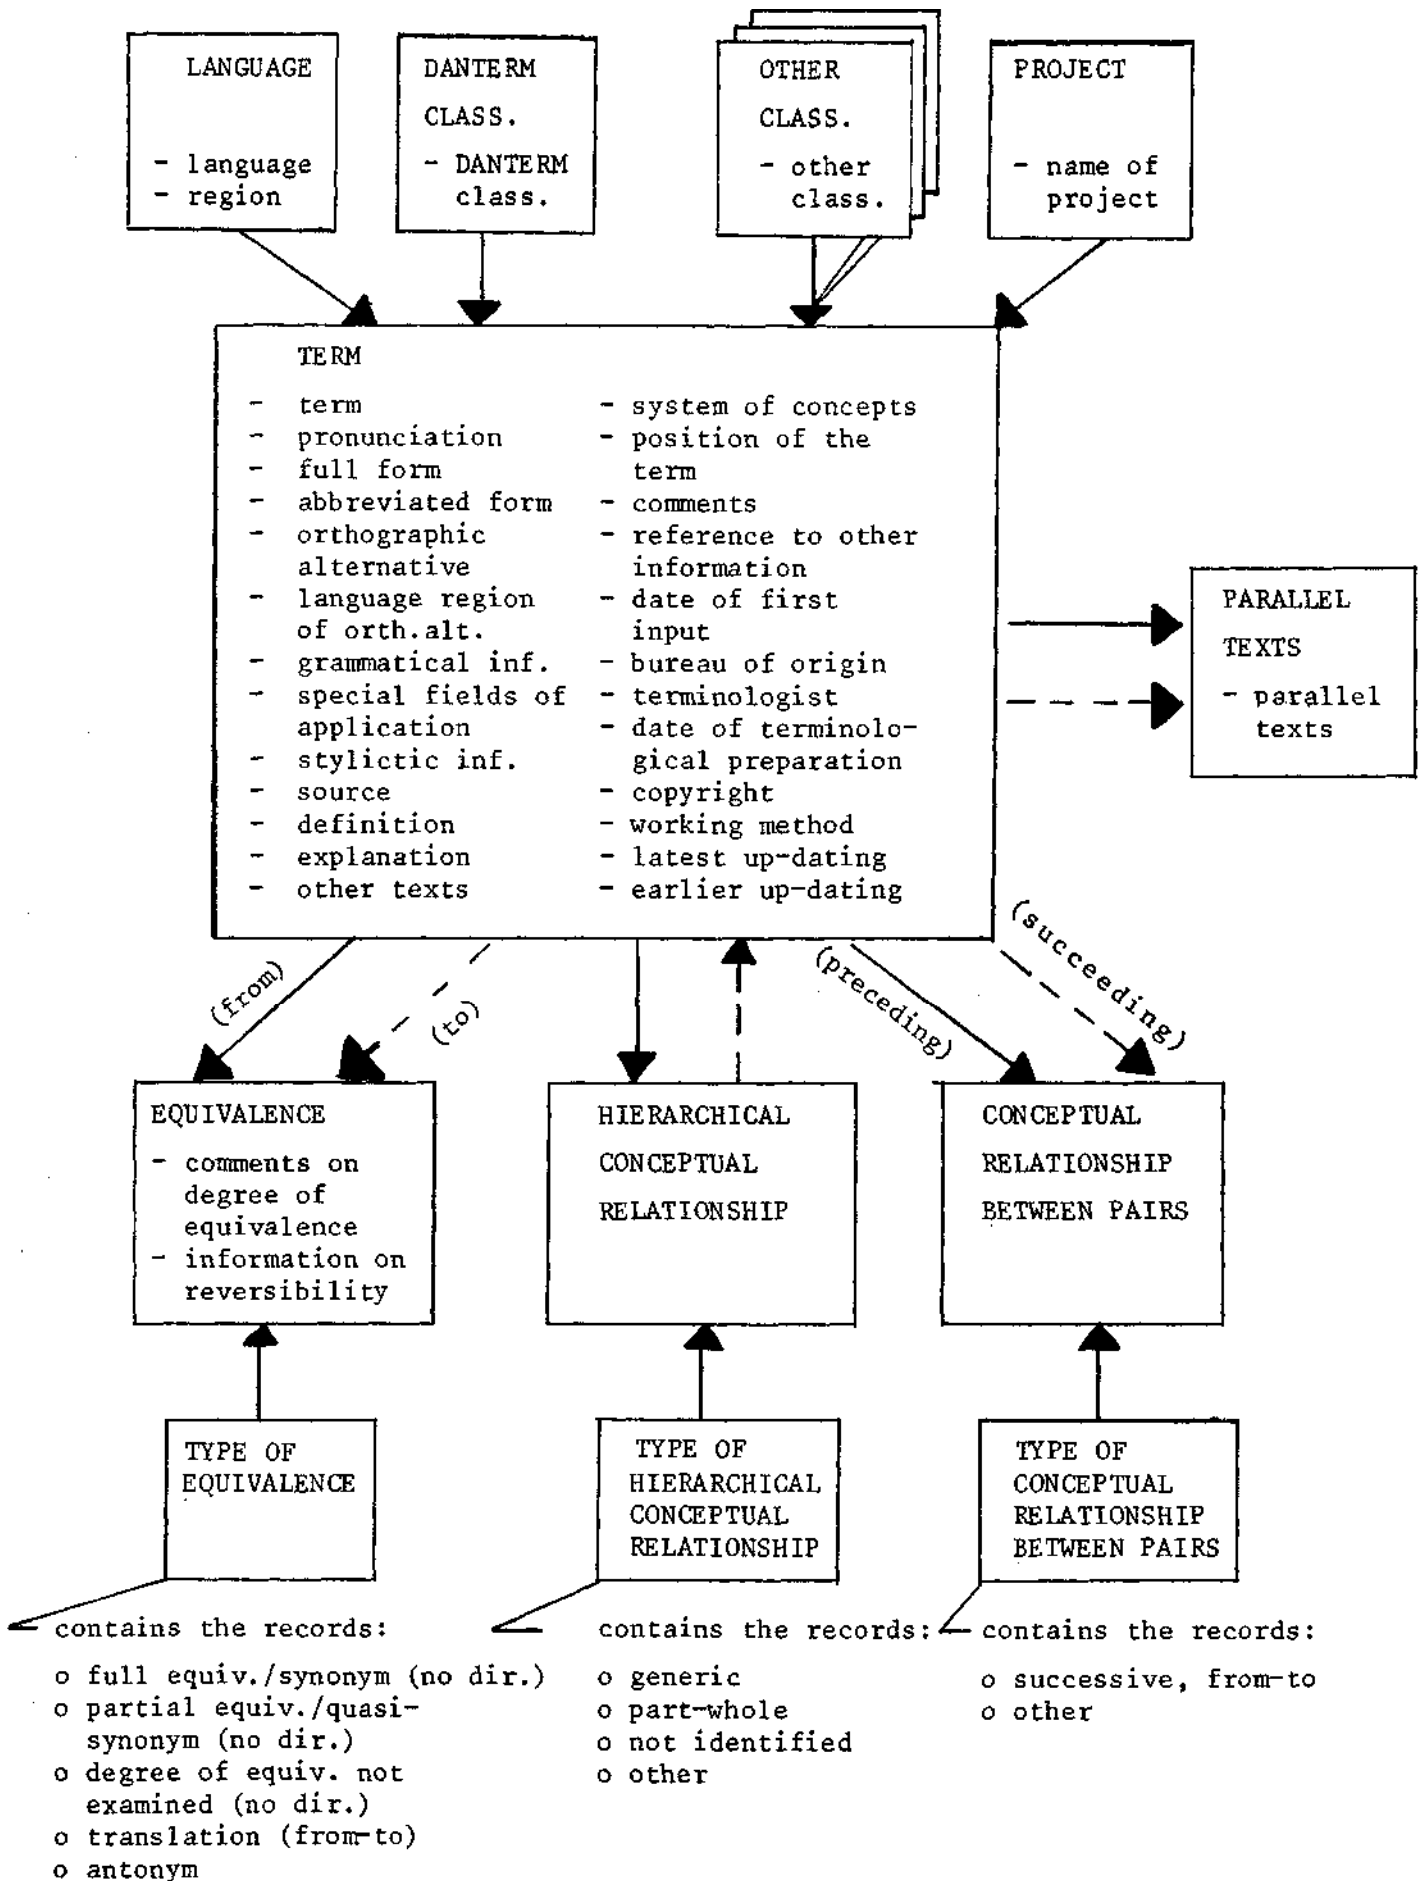 LANGUAGE
- language
- region
DANTERM
CLASS.
- DANTERM
class.
OTHER
CLASS.
- other
class.
PROJECT
- name of
project
TERM
- term
- pronunciation
- full form
- abbreviated form
- orthographic
alternative
- language region
of orth.alt.
- grammatical inf.
- special fields of
application
- stylictic inf.
- source
- definition
- explanation
- other texts
- system of concepts
- position of the
term
- comments
- reference to other
information
- date of first
input
- bureau of origin
- terminologist
- date of terminolo-
gical preparation
- copyright
- working method
- latest up-dating
- earlier up-dating
PARALLEL
TEXTS
- parallel
texts
(from)
(to)
(preceding)
(succeeding)
EQUIVALENCE
- comments on
degree of
equivalence
- information on
reversibility
HIERARCHICAL
CONCEPTUAL
RELATIONSHIP
CONCEPTUAL
RELATIONSHIP
BETWEEN PAIRS
TYPE OF
EQUIVALENCE
TYPE OF
HIERARCHICAL
CONCEPTUAL
RELATIONSHIP
TYPE OF
CONCEPTUAL
RELATIONSHIP
BETWEEN PAIRS
contains the records:
o full equiv./synonym (no dir.)
o partial equiv./quasi-
synonym (no dir.)
o degree of equiv. not
examined (no dir.)
o translation (from-to)
o antonym
contains the records:
o generic
o part-whole
o not identified
o other
contains the records:
o successive, from-to
o other